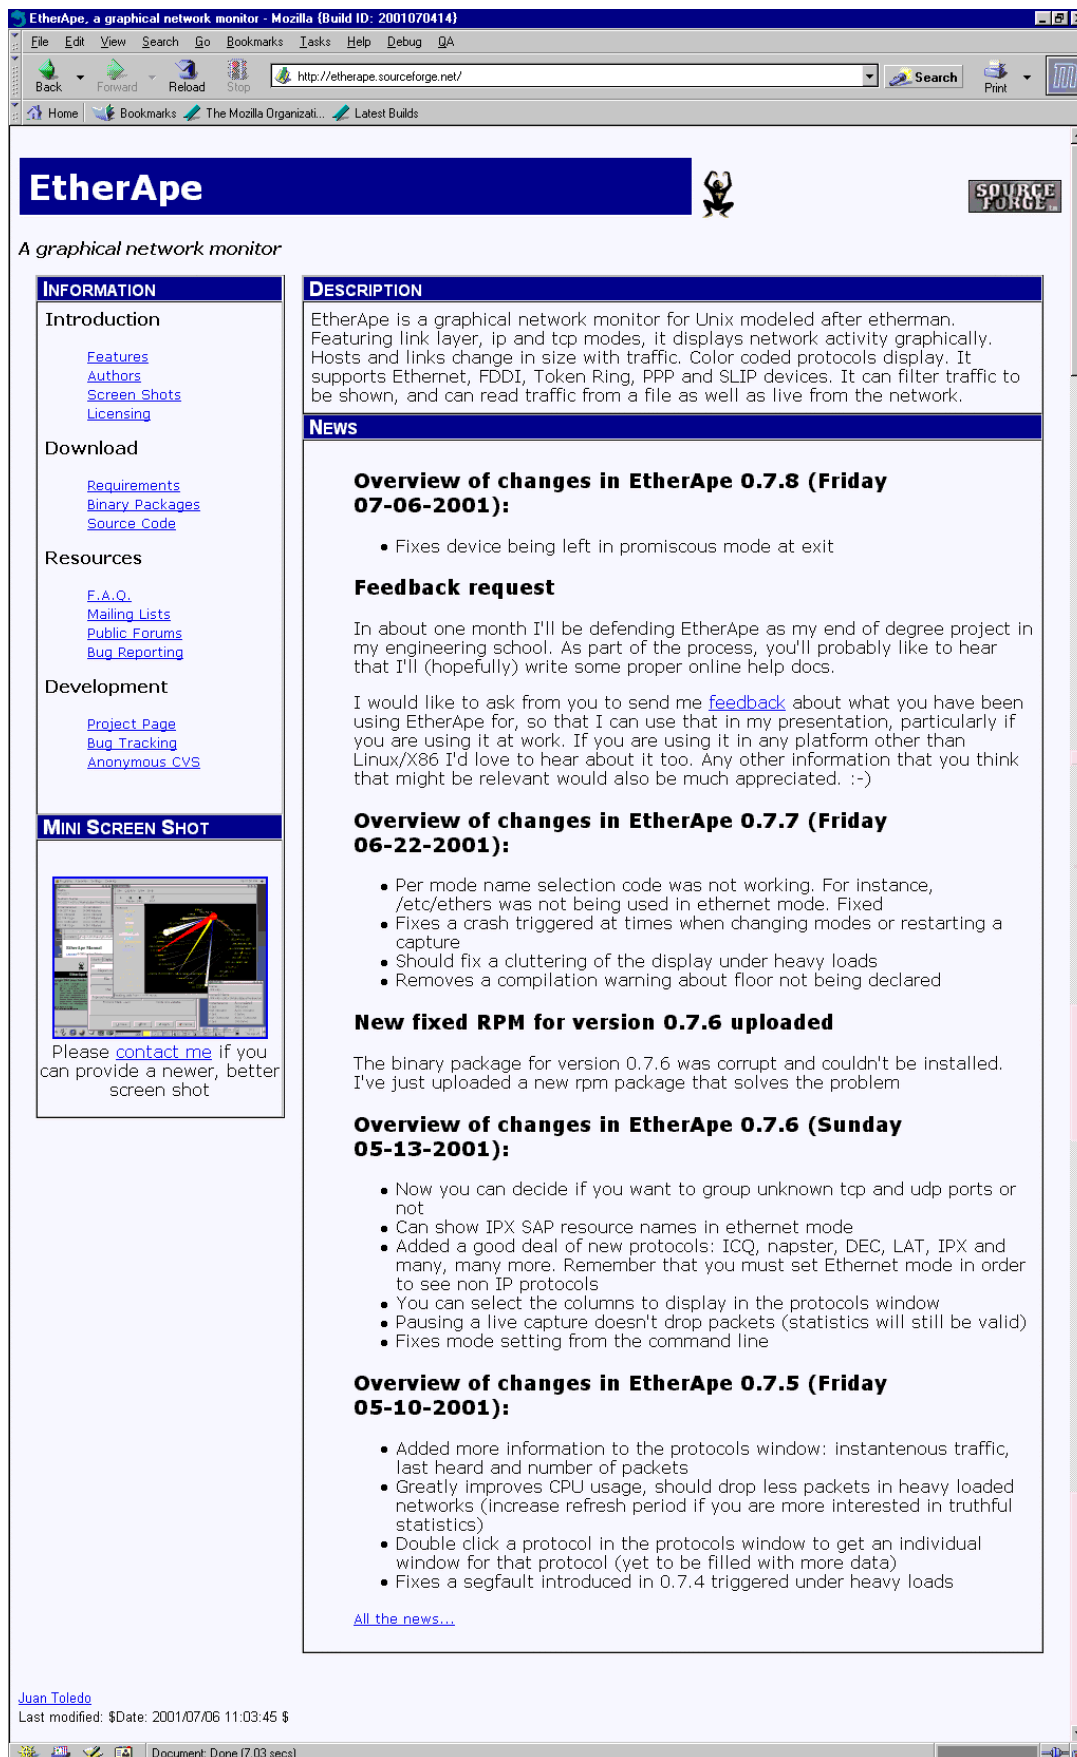 EtherApe, a graphical network monitor - Mozilla {Build ID: 2001070414}
File Edit View Search Go Bookmarks Tasks Help Debug QA
Back Forward Reload Stop http://etherape.sourceforge.net/ Search Print
Home Bookmarks The Mozilla Organizati... Latest Builds
EtherApe
SOURCE
FORGE
A graphical network monitor
INFORMATION
Introduction
Features
Authors
Screen Shots
Licensing
Download
Requirements
Binary Packages
Source Code
Resources
F.A.Q.
Mailing Lists
Public Forums
Bug Reporting
Development
Project Page
Bug Tracking
Anonymous CVS
MINI SCREEN SHOT
Please contact me if you
can provide a newer, better
screen shot
DESCRIPTION
EtherApe is a graphical network monitor for Unix modeled after etherman.
Featuring link layer, ip and tcp modes, it displays network activity graphically.
Hosts and links change in size with traffic. Color coded protocols display. It
supports Ethernet, FDDI, Token Ring, PPP and SLIP devices. It can filter traffic to
be shown, and can read traffic from a file as well as live from the network.
NEWS
Overview of changes in EtherApe 0.7.8 (Friday
07-06-2001):
• Fixes device being left in promiscous mode at exit
Feedback request
In about one month I'll be defending EtherApe as my end of degree project in
my engineering school. As part of the process, you'll probably like to hear
that I'll (hopefully) write some proper online help docs.
I would like to ask from you to send me feedback about what you have been
using EtherApe for, so that I can use that in my presentation, particularly if
you are using it at work. If you are using it in any platform other than
Linux/X86 I'd love to hear about it too. Any other information that you think
that might be relevant would also be much appreciated. :-)
Overview of changes in EtherApe 0.7.7 (Friday
06-22-2001):
• Per mode name selection code was not working. For instance,
/etc/ethers was not being used in ethernet mode. Fixed
• Fixes a crash triggered at times when changing modes or restarting a
capture
• Should fix a cluttering of the display under heavy loads
• Removes a compilation warning about floor not being declared
New fixed RPM for version 0.7.6 uploaded
The binary package for version 0.7.6 was corrupt and couldn't be installed.
I've just uploaded a new rpm package that solves the problem
Overview of changes in EtherApe 0.7.6 (Sunday
05-13-2001):
• Now you can decide if you want to group unknown tcp and udp ports or
not
• Can show IPX SAP resource names in ethernet mode
• Added a good deal of new protocols: ICQ, napster, DEC, LAT, IPX and
many, many more. Remember that you must set Ethernet mode in order
to see non IP protocols
• You can select the columns to display in the protocols window
• Pausing a live capture doesn't drop packets (statistics will still be valid)
• Fixes mode setting from the command line
Overview of changes in EtherApe 0.7.5 (Friday
05-10-2001):
• Added more information to the protocols window: instantenous traffic,
last heard and number of packets
• Greatly improves CPU usage, should drop less packets in heavy loaded
networks (increase refresh period if you are more interested in truthful
statistics)
• Double click a protocol in the protocols window to get an individual
window for that protocol (yet to be filled with more data)
• Fixes a segfault introduced in 0.7.4 triggered under heavy loads
All the news...
Juan Toledo
Last modified: $Date: 2001/07/06 11:03:45 $
Document: Done (7.03 secs)